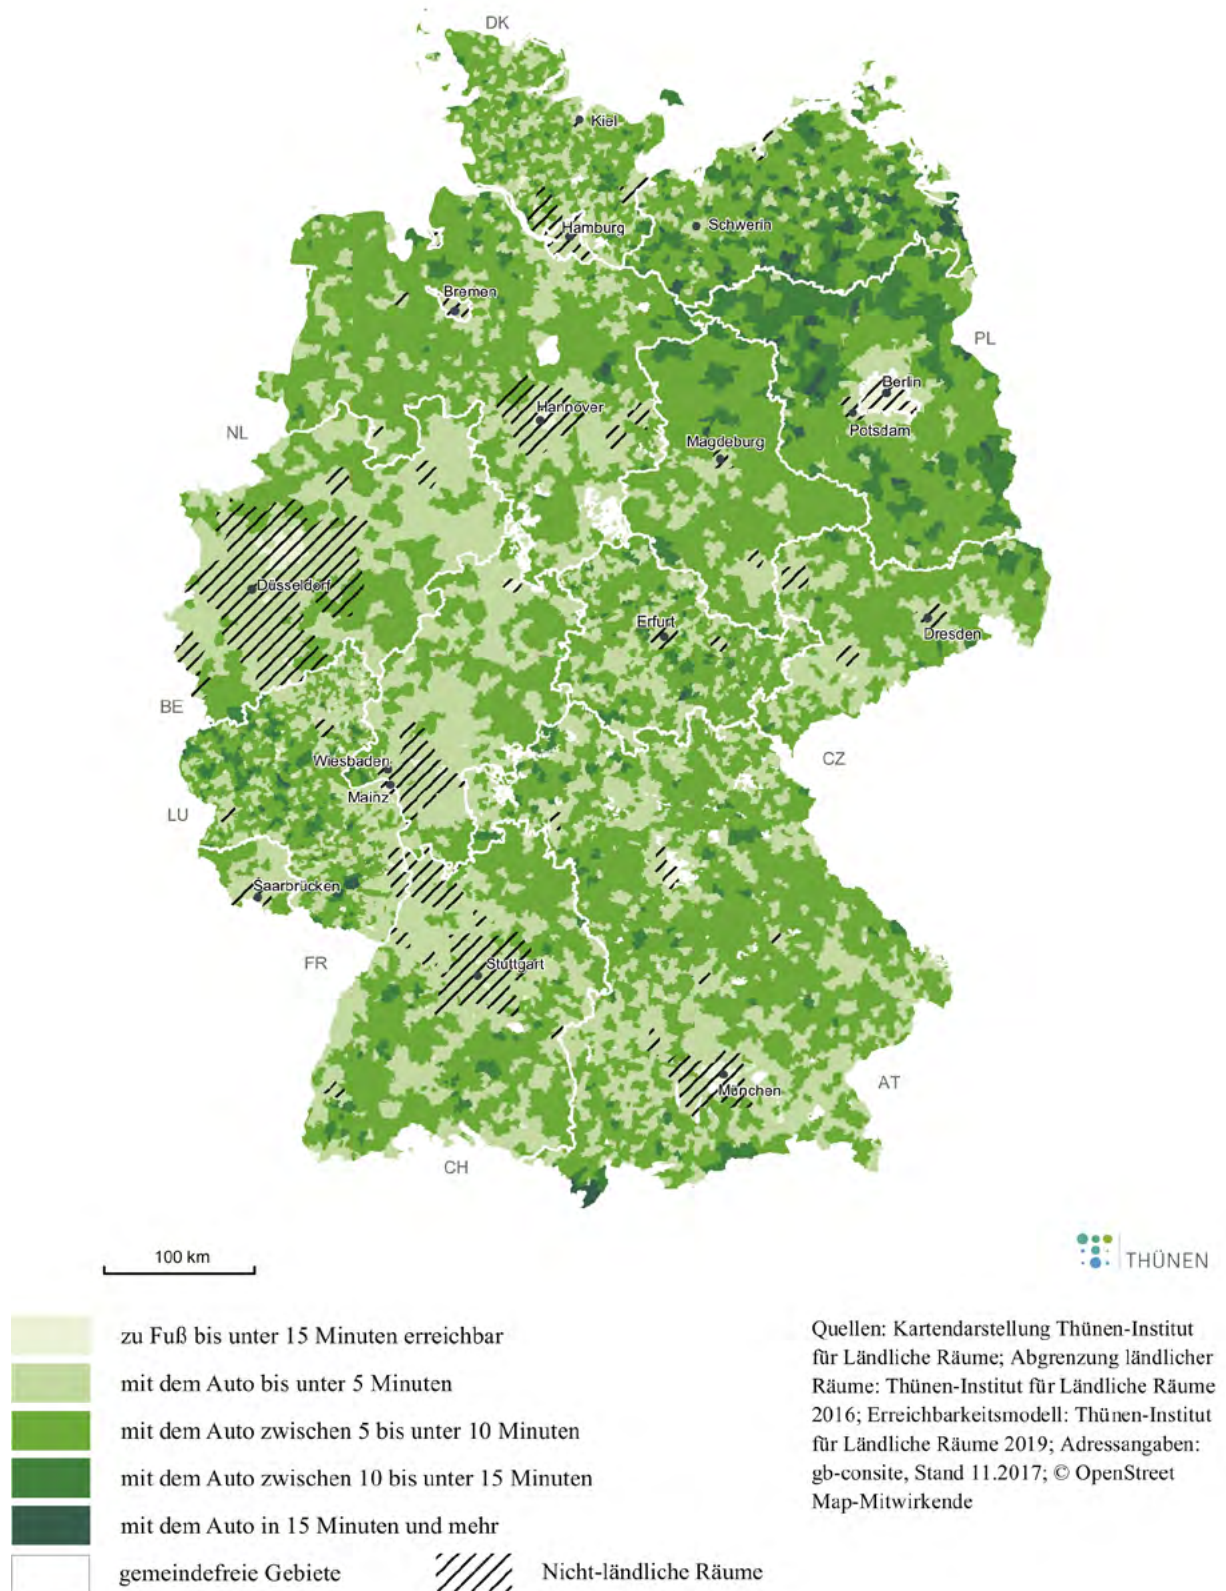 DK
Kiel
Hamburg
Schwerin
Bremen
PL
Berlin
Hannover
NL
Potsdam
Magdeburg
Düsseldorf
Erfurt
Dresden
BE
Wiesbaden
CZ
Mainz
LU
Saarbrücken
FR
Stuttgart
AT
München
CH
100 km
THÜNEN
zu Fuß bis unter 15 Minuten erreichbar
mit dem Auto bis unter 5 Minuten
mit dem Auto zwischen 5 bis unter 10 Minuten
mit dem Auto zwischen 10 bis unter 15 Minuten
mit dem Auto in 15 Minuten und mehr
gemeindefreie Gebiete
Nicht-ländliche Räume
Quellen: Kartendarstellung Thünen-Institut
für Ländliche Räume; Abgrenzung ländlicher
Räume: Thünen-Institut für Ländliche Räume
2016; Erreichbarkeitsmodell: Thünen-Institut
für Ländliche Räume 2019; Adressangaben:
gb-consite, Stand 11.2017; © OpenStreet
Map-Mitwirkende